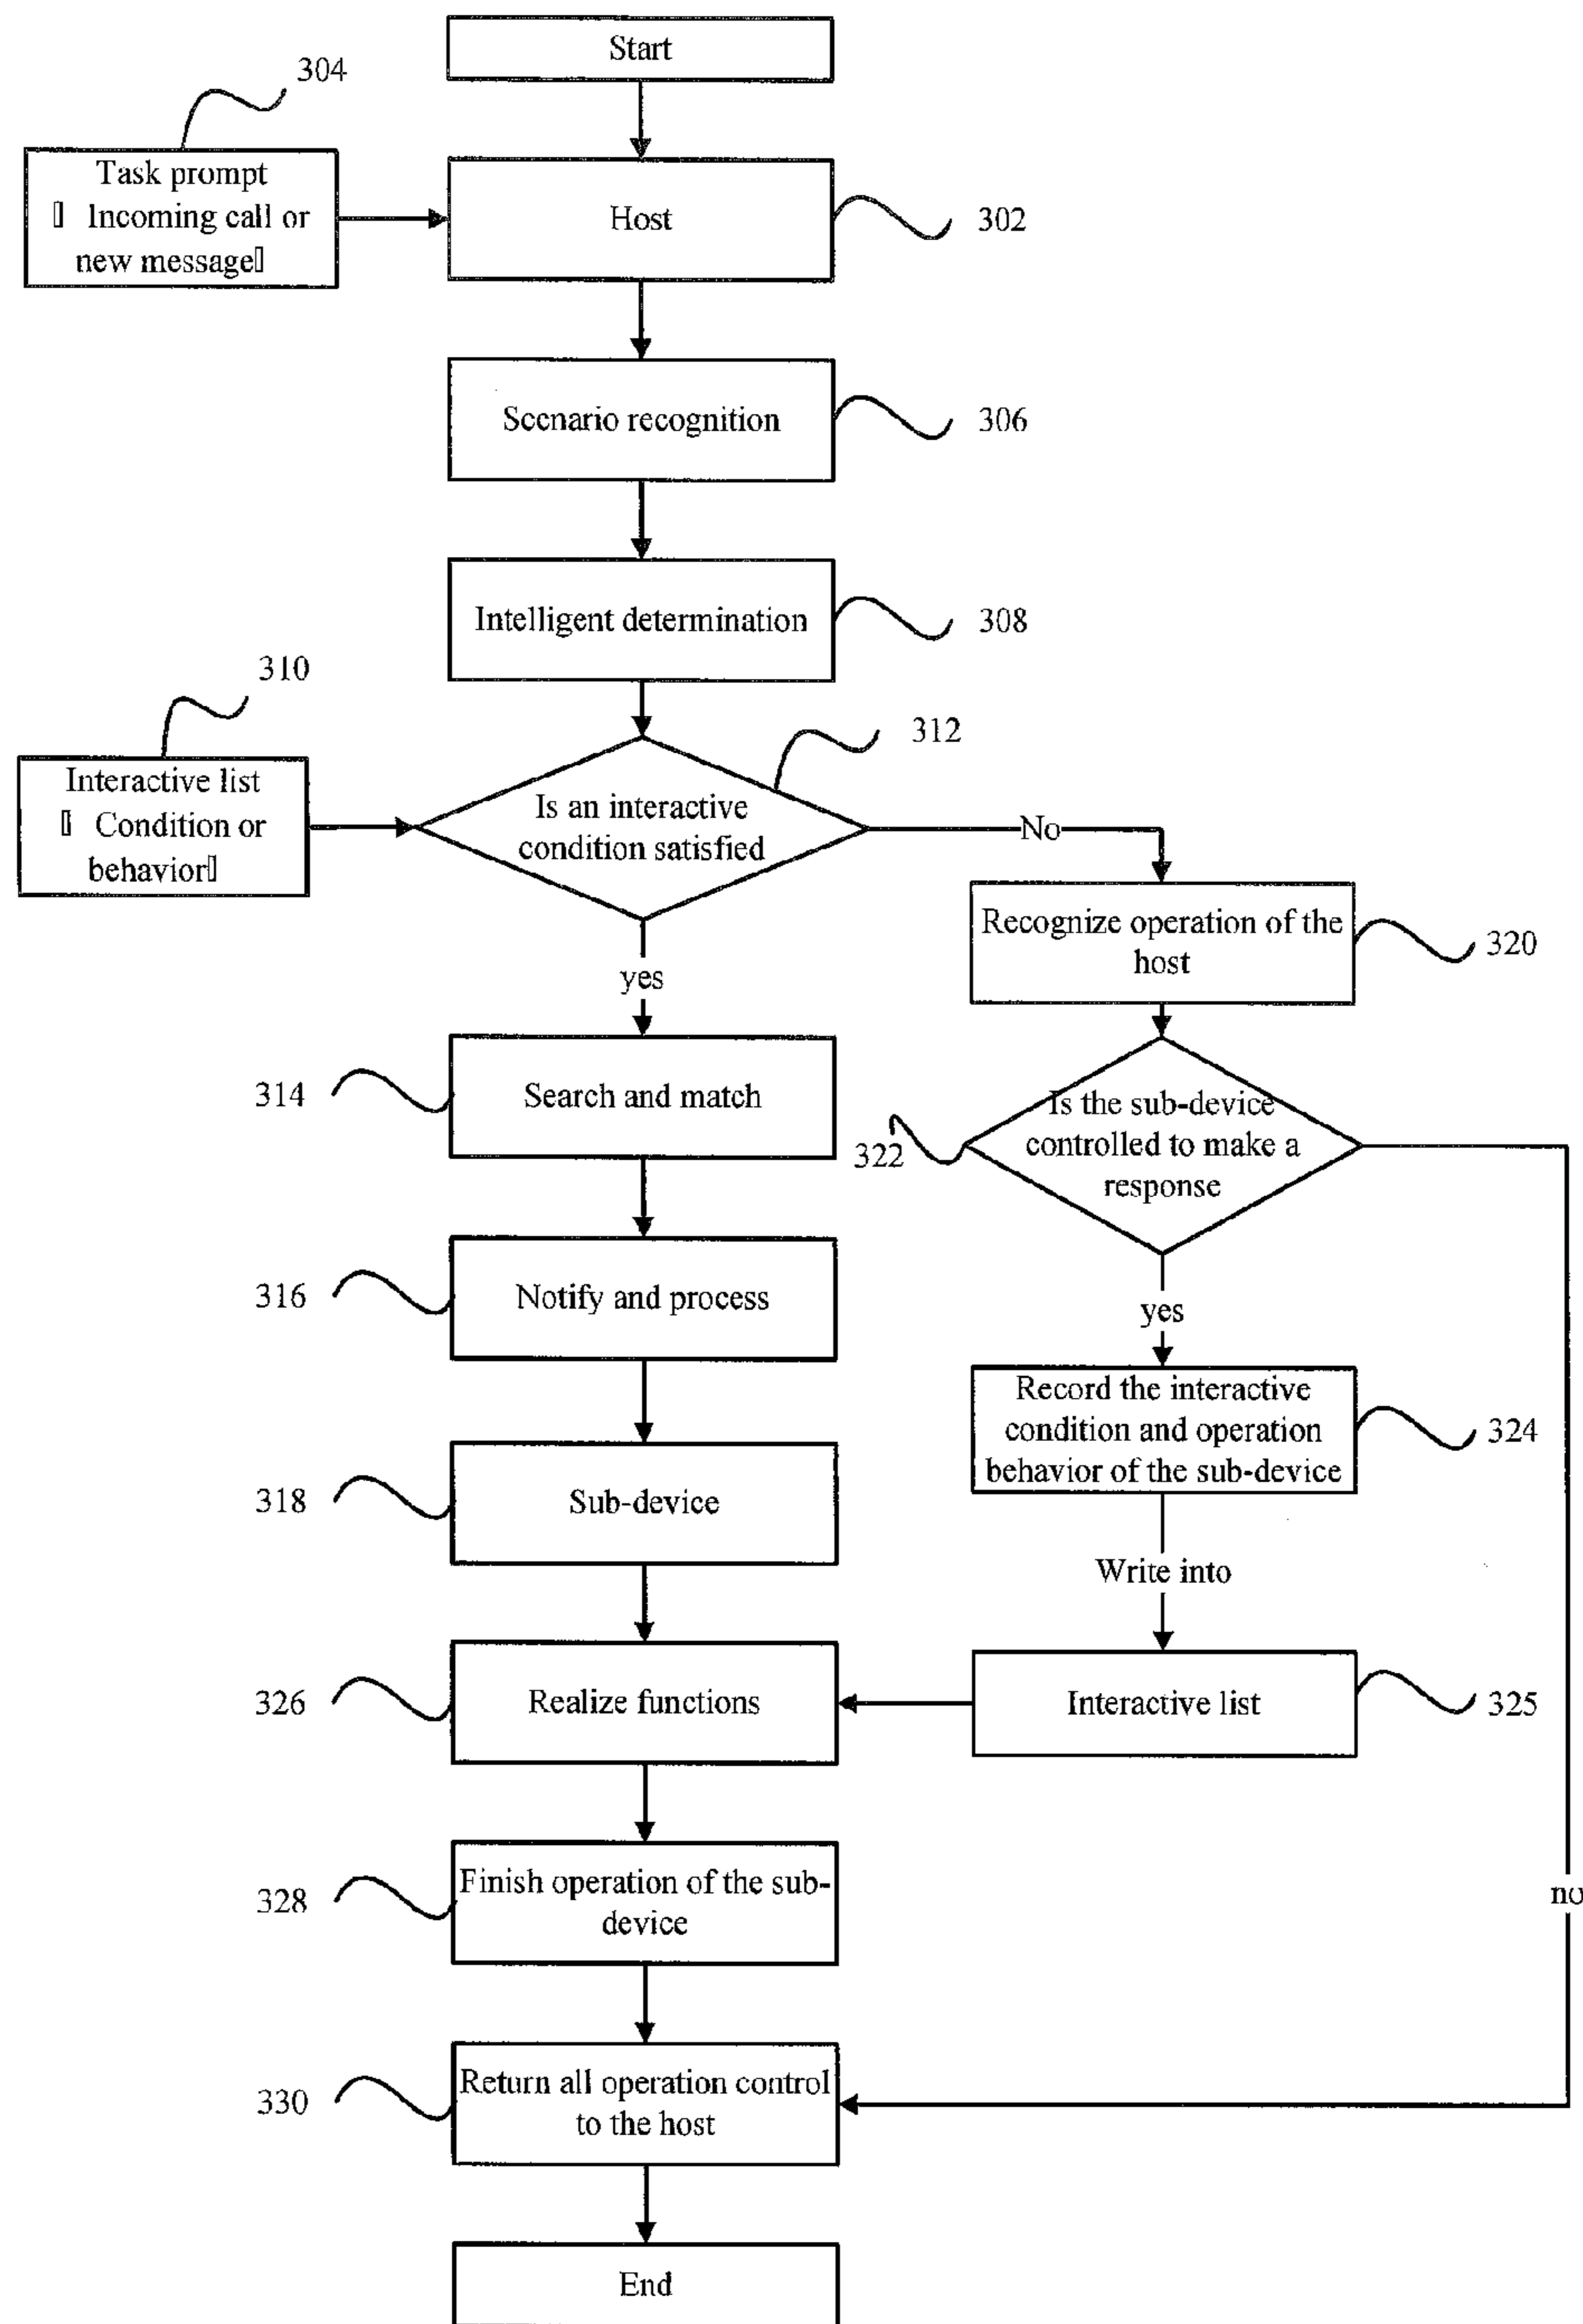 Start
304
Task prompt
▯ Incoming call or
new message▯
Host
302
Scenario recognition
306
Intelligent determination
308
310
Interactive list
▯ Condition or
behavior▯
312
Is an interactive
condition satisfied
No
yes
Recognize operation of the
host
320
314
Search and match
322
Is the sub-device
controlled to make a
response
316
Notify and process
yes
Record the interactive
condition and operation
behavior of the sub-device
324
318
Sub-device
Write into
326
Realize functions
Interactive list
325
328
Finish operation of the sub-
device
no
330
Return all operation control
to the host
End